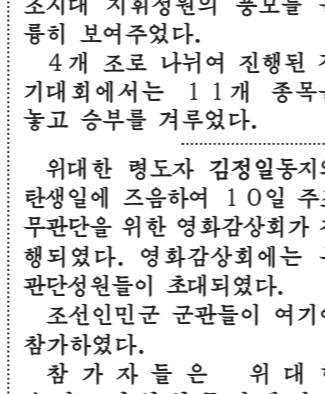 조시대 지휘성원의 풍모를
륭히 보여주었다.
4개 조로 나뉘여 진행된
기대회에서는 11개 종목
놓고 승부를 겨루었다.
위대한 령도자 김정일동지
탄생일에 즈음하여 10일 주
무관단을 위한 영화감상회가
행되였다. 영화감상회에는
관단성원들이 초대되였다.
조선인민군 군관들이 여기
참가하였다.
참가자들은 위대